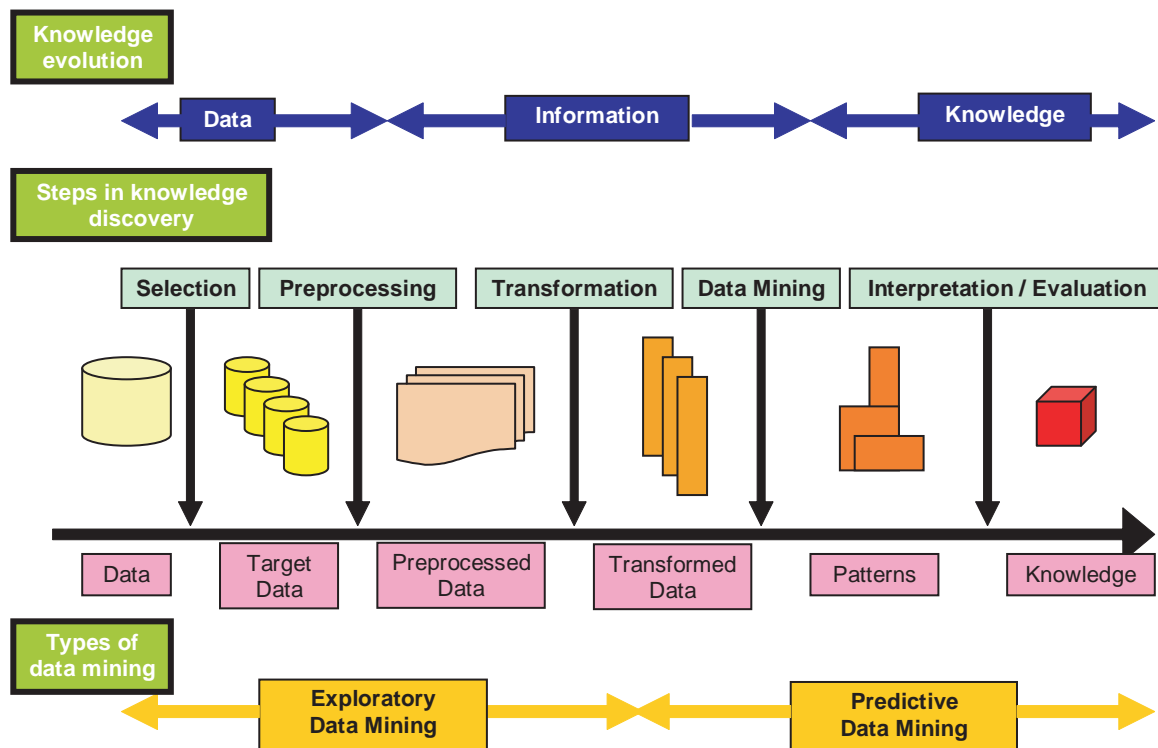 Knowledge
evolution
Data
Information
Knowledge
Steps in knowledge
discovery
Selection
Preprocessing
Transformation
Data Mining
Interpretation / Evaluation
Data
Target
Data
Preprocessed
Data
Transformed
Data
Patterns
Knowledge
Types of
data mining
Exploratory
Data Mining
Predictive
Data Mining